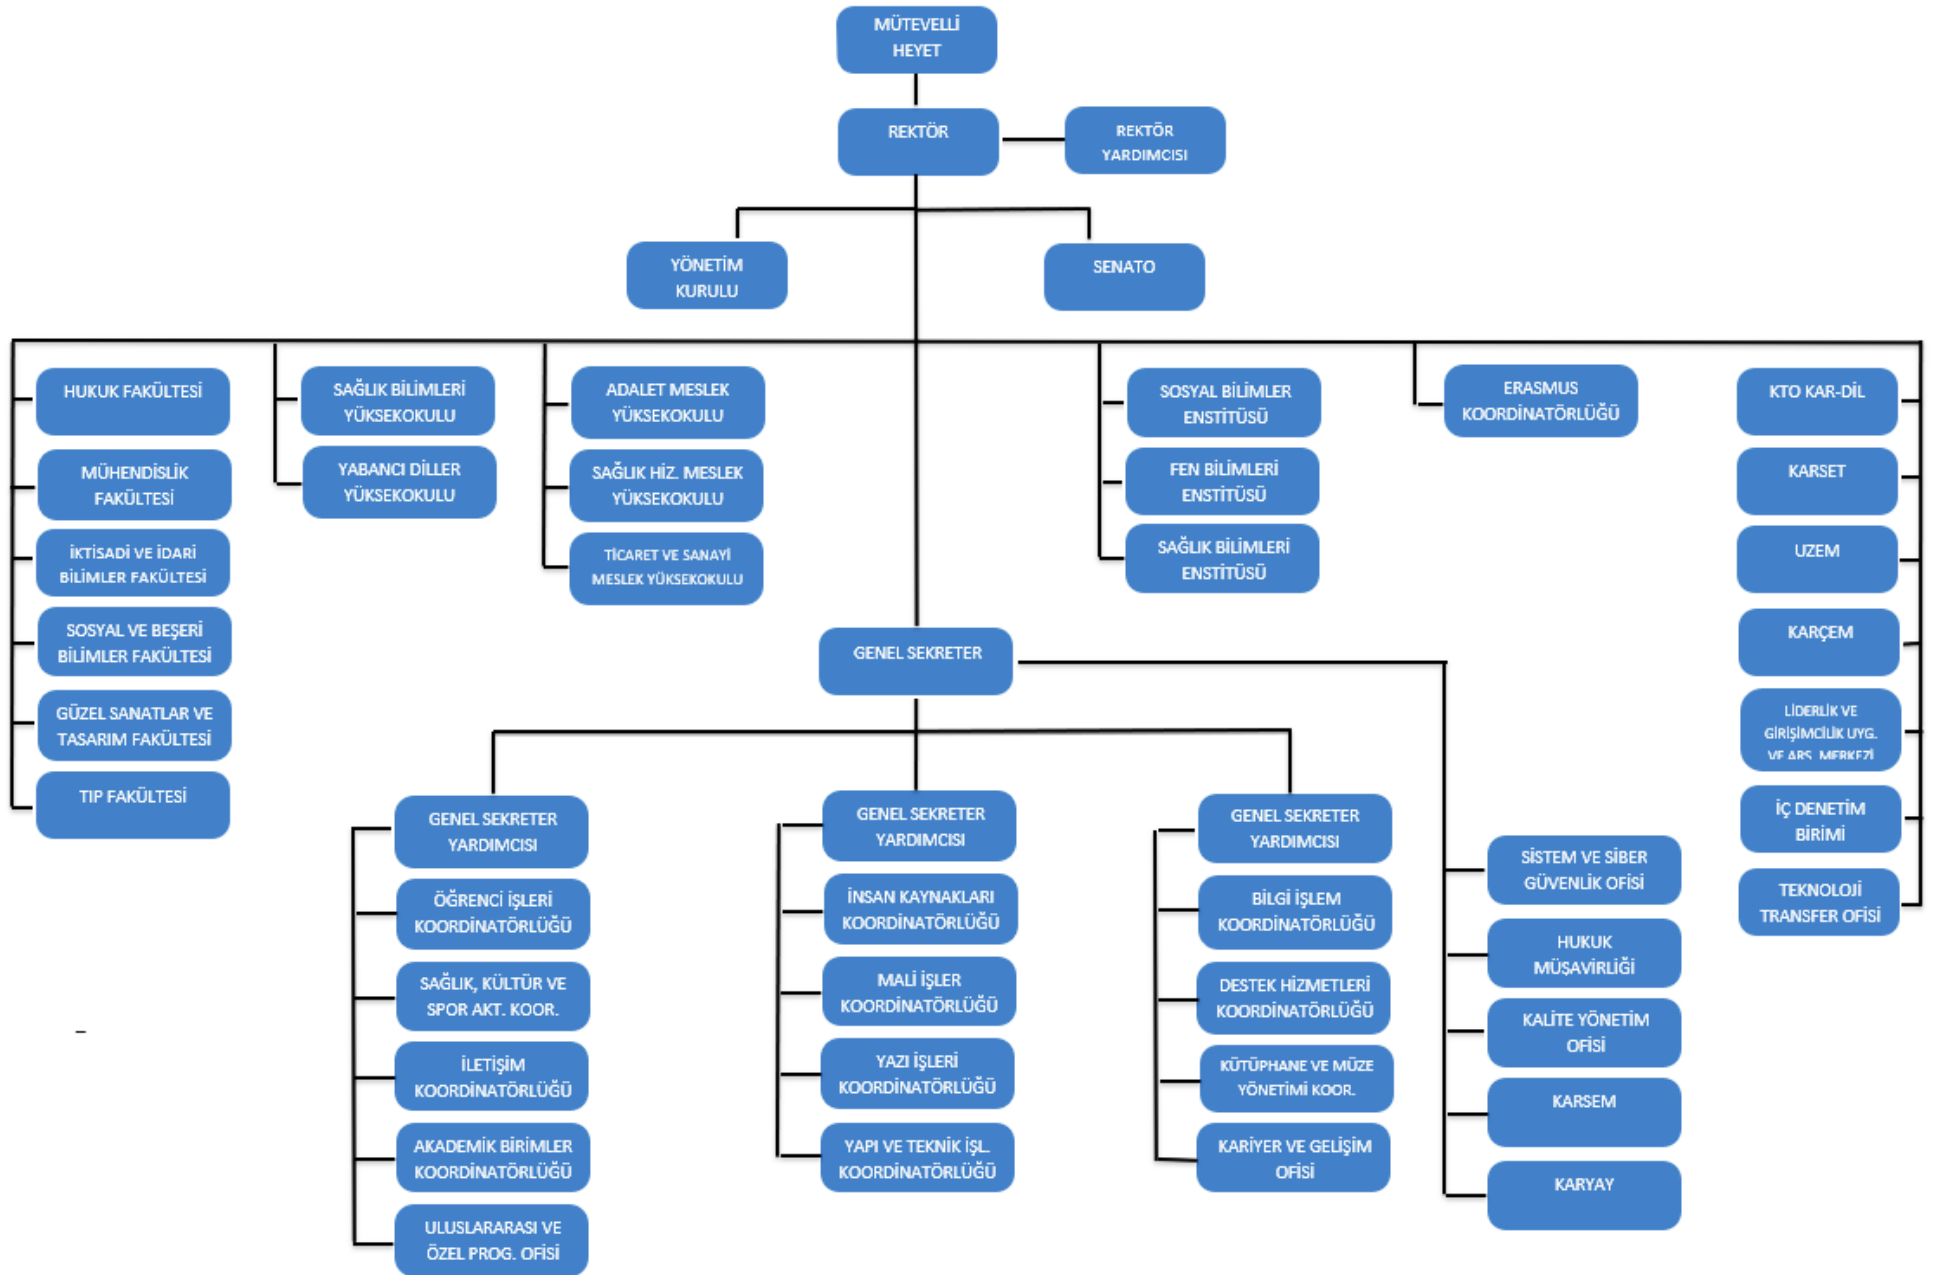 MÜTEVELLİ
HEYET
REKTÖR
REKTÖR
YARDIMCISI
YÖNETİM
KURULU
SENATO
HUKUK FAKÜLTESİ
MÜHENDİSLİK
FAKÜLTESİ
İKTİSADİ VE İDARİ
BİLİMLER FAKÜLTESİ
SOSYAL VE BEŞERİ
BİLİMLER FAKÜLTESİ
GÜZEL SANATLAR VE
TASARIM FAKÜLTESİ
TIP FAKÜLTESİ
SAĞLIK BİLİMLERİ
YÜKSEKOKULU
YABANCI DİLLER
YÜKSEKOKULU
ADALET MESLEK
YÜKSEKOKULU
SAĞLIK HİZ. MESLEK
YÜKSEKOKULU
TİCARET VE SANAYİ
MESLEK YÜKSEKOKULU
SOSYAL BİLİMLER
ENSTİTÜSÜ
FEN BİLİMLERİ
ENSTİTÜSÜ
SAĞLIK BİLİMLERİ
ENSTİTÜSÜ
ERASMUS
KOORDİNATÖRLÜĞÜ
KTO KAR-DİL
KARSET
UZEM
KARÇEM
LİDERLİK VE
GİRİŞİMCİLİK UYG.
VE ARŞ. MERKEZİ
İÇ DENETİM
BİRİMİ
TEKNOLOJİ
TRANSFER OFİSİ
GENEL SEKRETER
GENEL SEKRETER
YARDIMCISI
ÖĞRENCİ İŞLERİ
KOORDİNATÖRLÜĞÜ
SAĞLIK, KÜLTÜR VE
SPOR AKT. KOOR.
İLETİŞİM
KOORDİNATÖRLÜĞÜ
AKADEMİK BİRİMLER
KOORDİNATÖRLÜĞÜ
ULUSLARARASI VE
ÖZEL PROG. OFİSİ
GENEL SEKRETER
YARDIMCISI
İNSAN KAYNAKLARI
KOORDİNATÖRLÜĞÜ
MALİ İŞLER
KOORDİNATÖRLÜĞÜ
YAZI İŞLERİ
KOORDİNATÖRLÜĞÜ
YAPI VE TEKNİK İŞL.
KOORDİNATÖRLÜĞÜ
GENEL SEKRETER
YARDIMCISI
BİLGİ İŞLEM
KOORDİNATÖRLÜĞÜ
DESTEK HİZMETLERİ
KOORDİNATÖRLÜĞÜ
KÜTÜPHANE VE MÜZE
YÖNETİMİ KOOR.
KARİYER VE GELİŞİM
OFİSİ
SİSTEM VE SİBER
GÜVENLİK OFİSİ
HUKUK
MÜŞAVİRLİĞİ
KALİTE YÖNETİM
OFİSİ
KARSEM
KARYAY